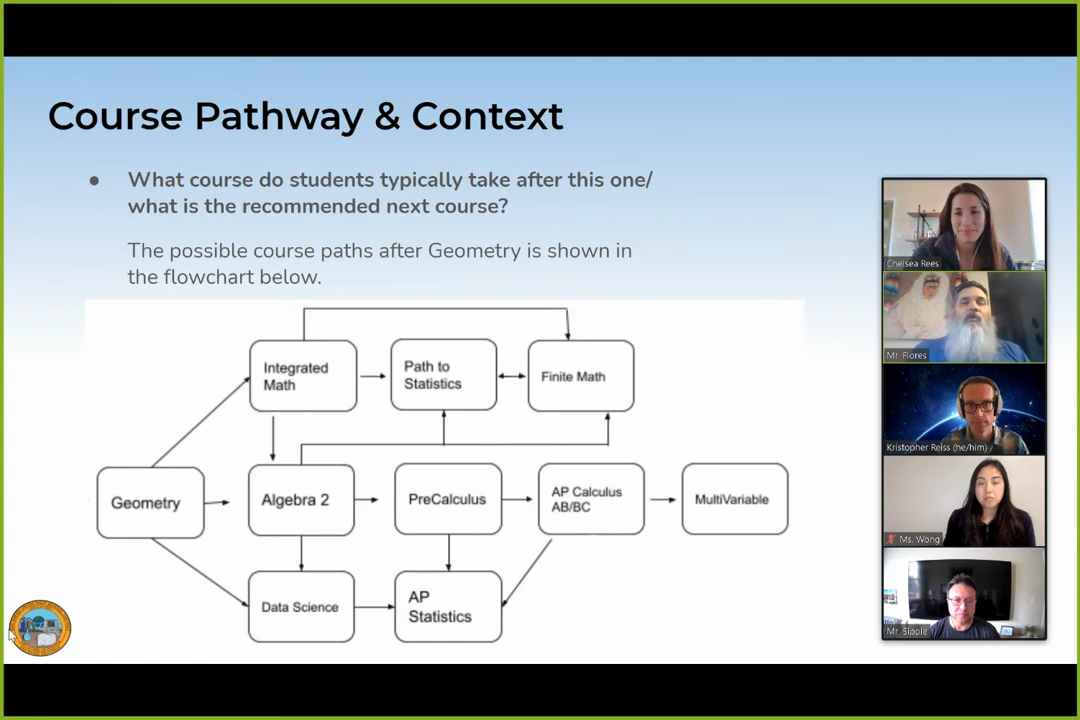 Course Pathway & Context
● What course do students typically take after this one/
what is the recommended next course?
The possible course paths after Geometry is shown in
the flowchart below.
Integrated
Math
Path to
Statistics
Finite Math
Geometry
Algebra 2
PreCalculus
AP Calculus
AB/BC
MultiVariable
Data Science
AP
Statistics
Chelsea Rees
Mr. Flores
Kristopher Reiss (he/him)
Ms. Wong
Mr. Sipple